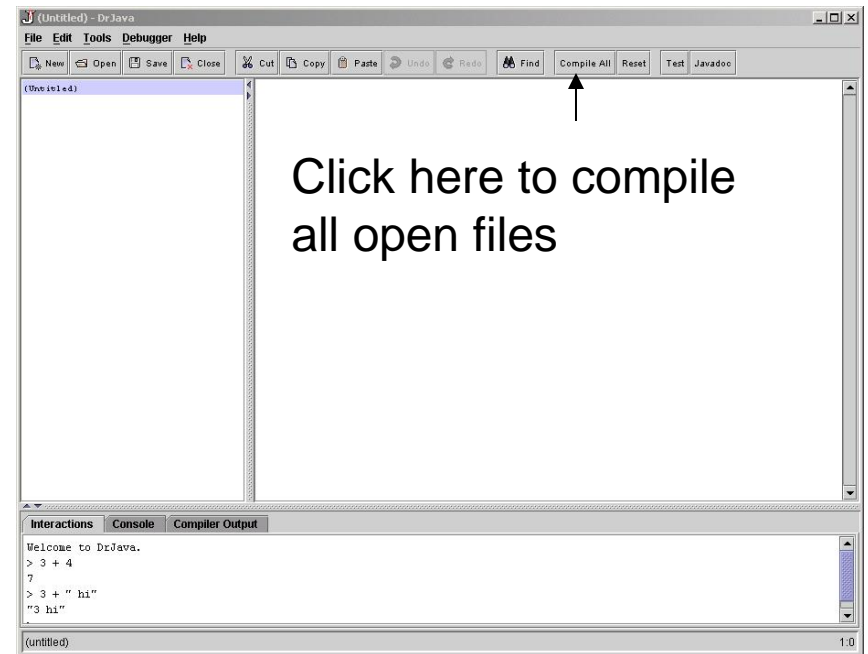 (Untitled) - DrJava
File Edit Tools Debugger Help
New Open Save Close Cut Copy Paste Undo Redo Find Compile All Reset Test Javadoc
(Untitled)
Click here to compile
all open files
Interactions Console Compiler Output
Welcome to DrJava.
> 3 + 4
7
> 3 + " hi"
"3 hi"
(untitled) 1:0